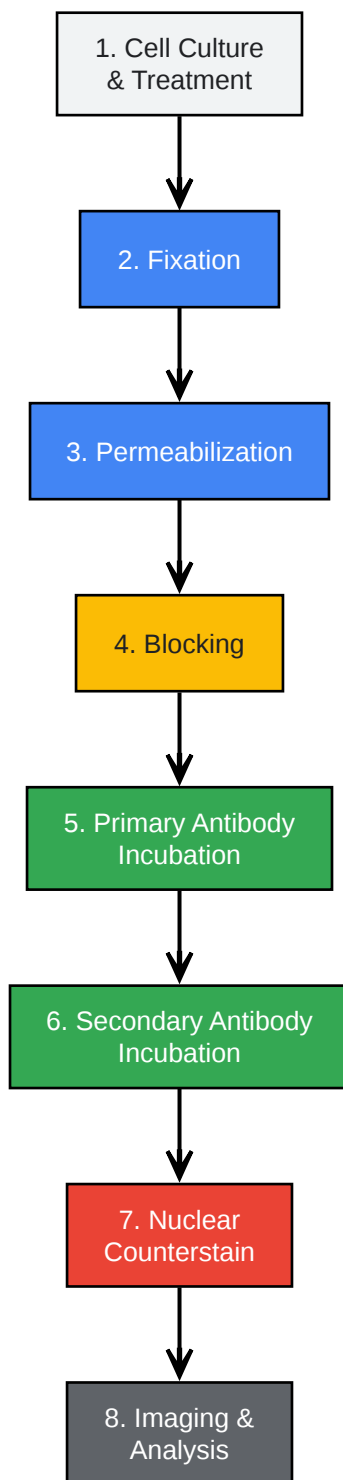 1. Cell Culture
& Treatment
2. Fixation
3. Permeabilization
4. Blocking
5. Primary Antibody
Incubation
6. Secondary Antibody
Incubation
7. Nuclear
Counterstain
8. Imaging &
Analysis